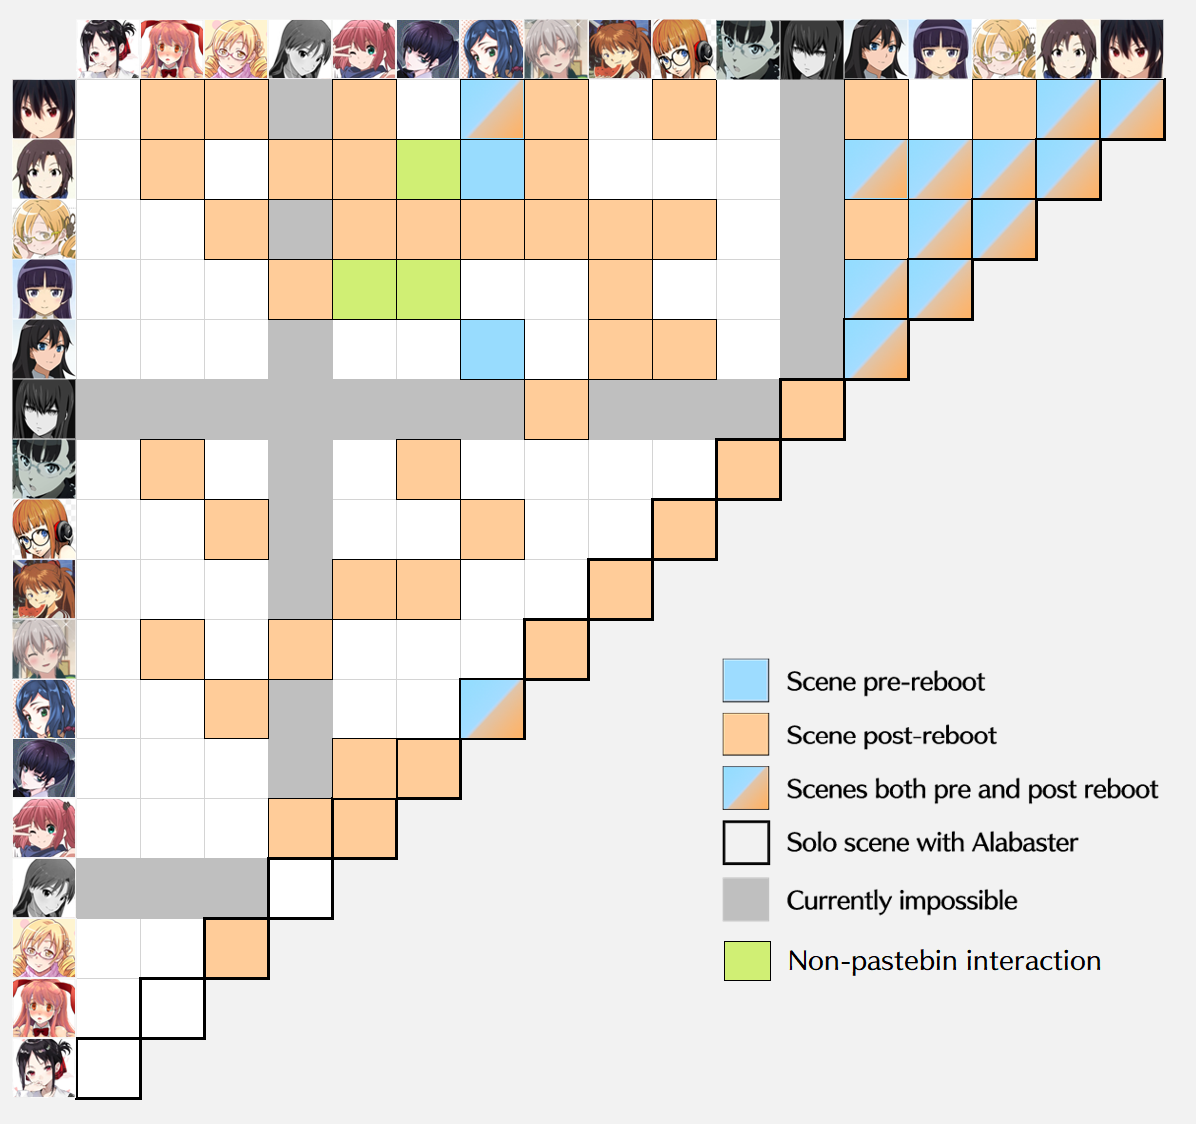 Scene pre-reboot
Scene post-reboot
Scenes both pre and post reboot
Solo scene with Alabaster
Currently impossible
Non-pastebin interaction